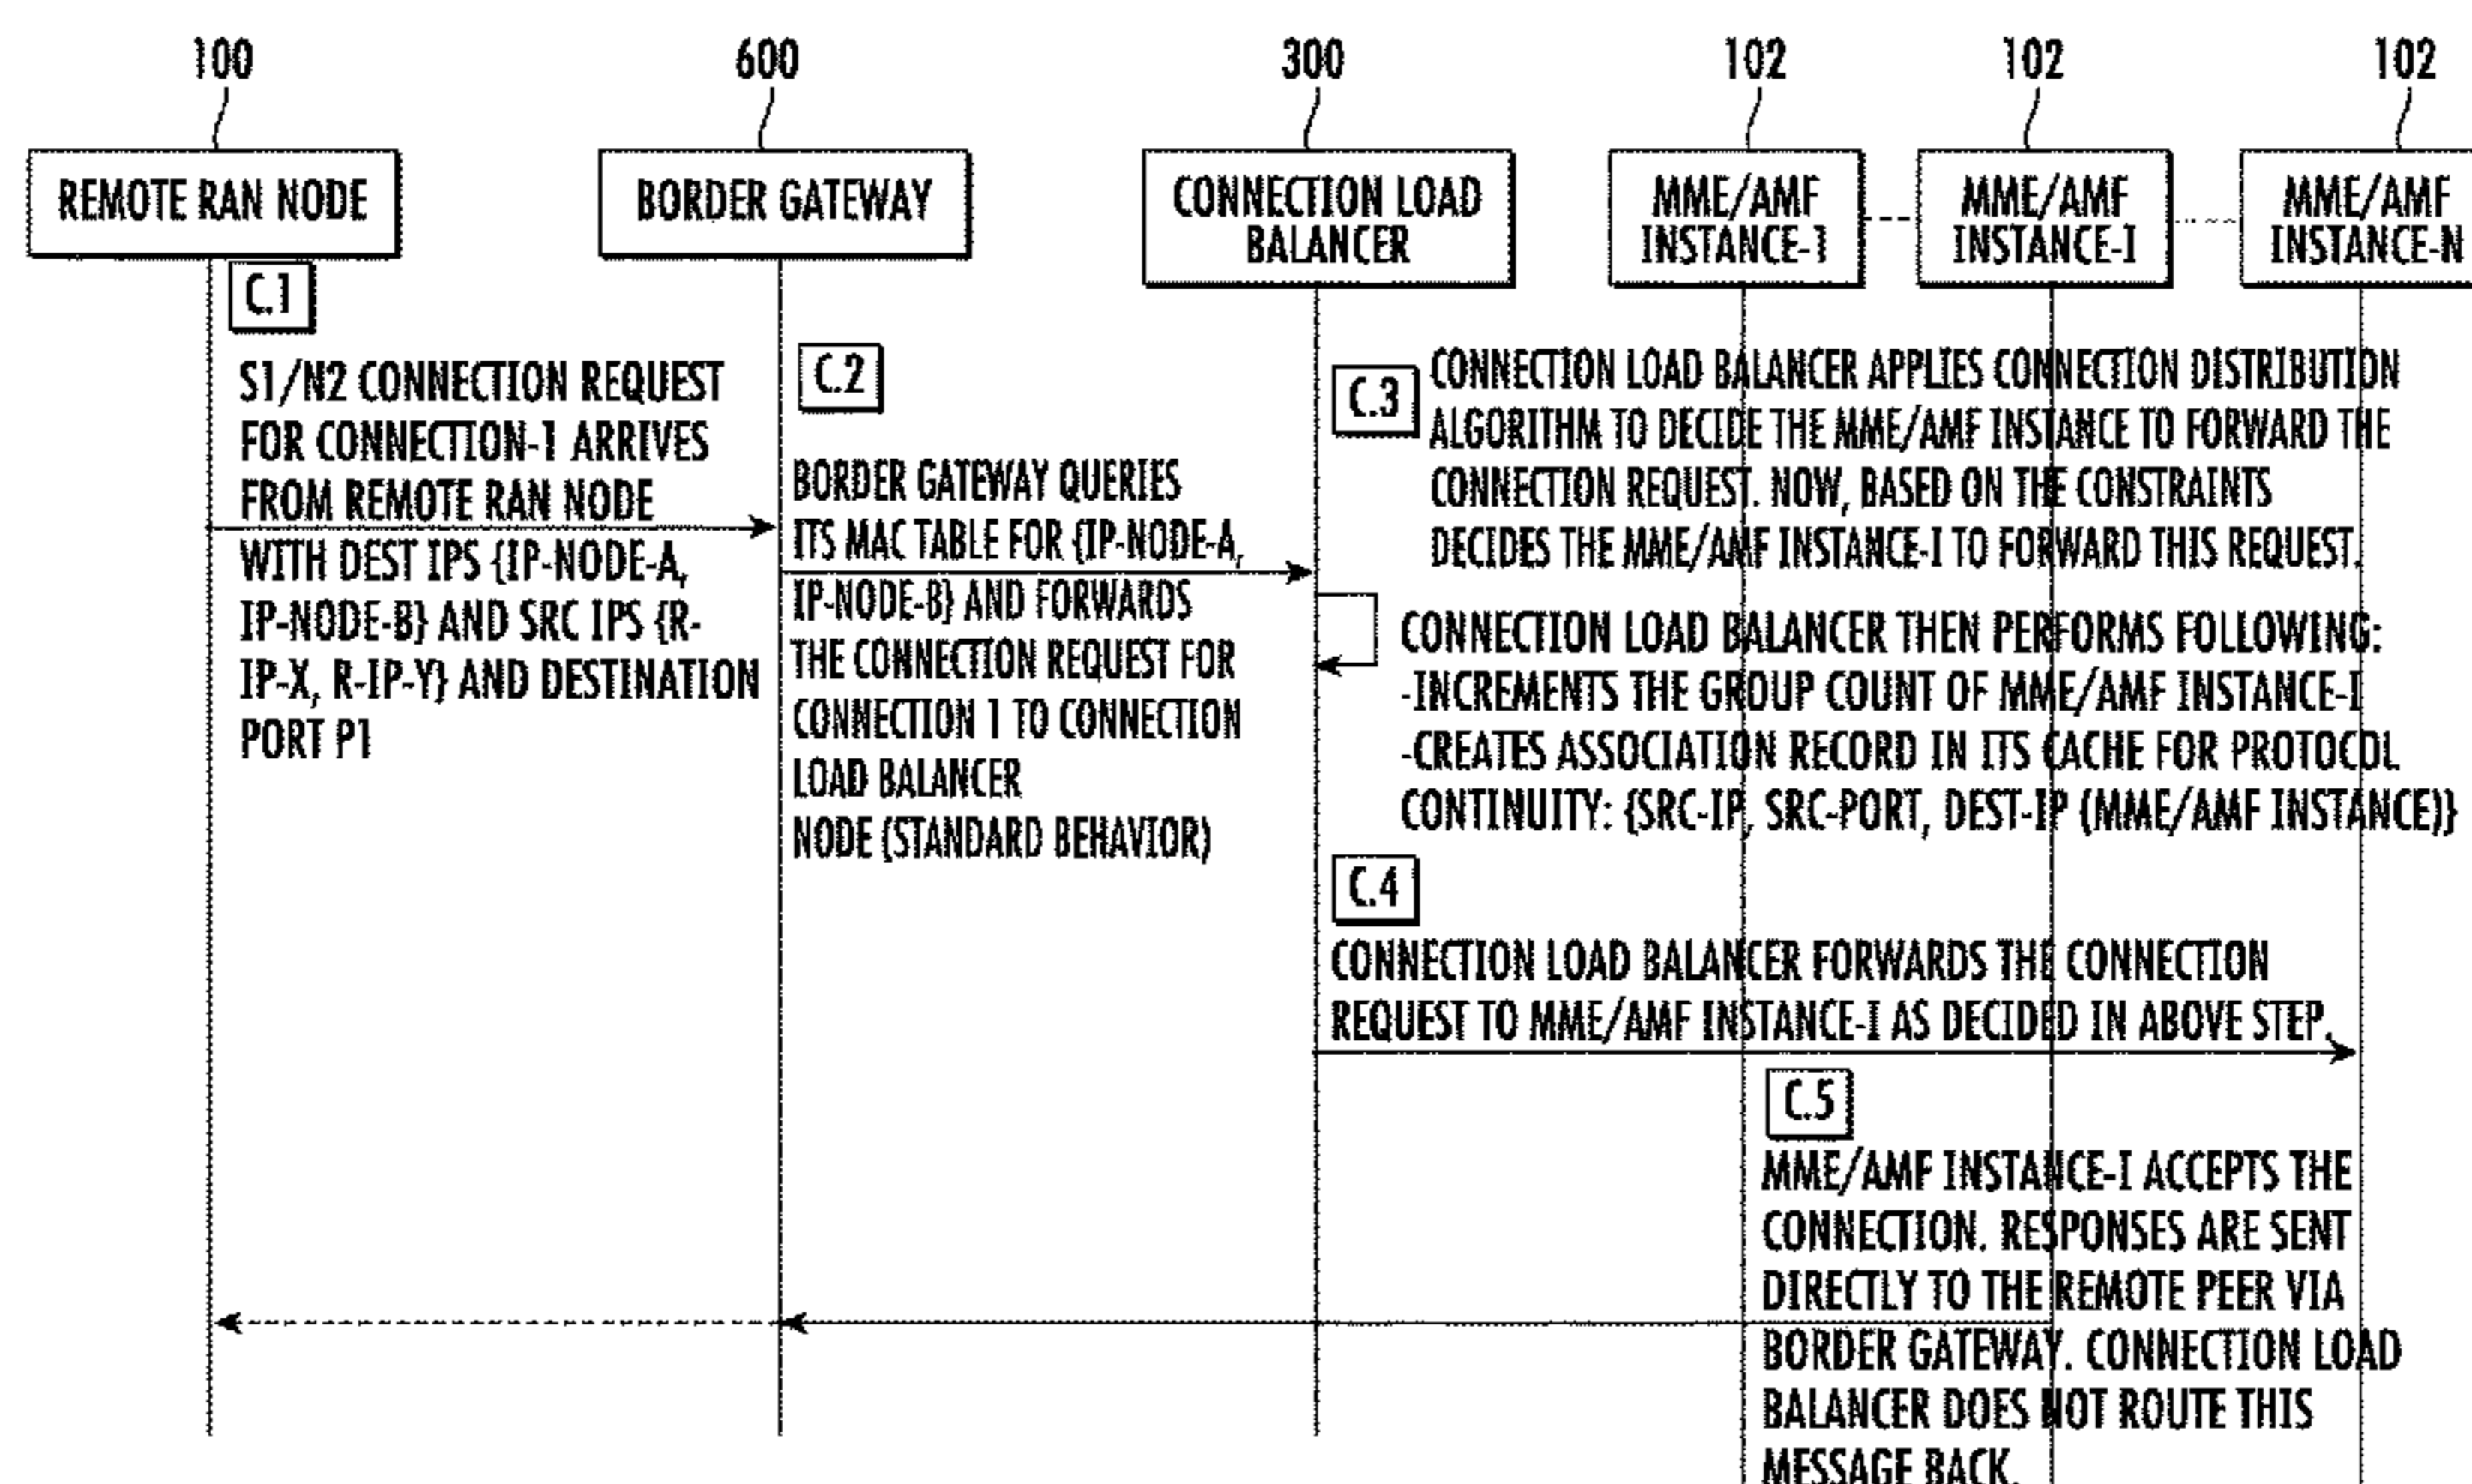 100
600
300
102
102
102
REMOTE RAN NODE
BORDER GATEWAY
CONNECTION LOAD
BALANCER
MME/AMF
INSTANCE-1
MME/AMF
INSTANCE-I
MME/AMF
INSTANCE-N
C.1
S1/N2 CONNECTION REQUEST
FOR CONNECTION-1 ARRIVES
FROM REMOTE RAN NODE
WITH DEST IPS {IP-NODE-A,
IP-NODE-B} AND SRC IPS {R-
IP-X, R-IP-Y} AND DESTINATION
PORT P1
C.2
BORDER GATEWAY QUERIES
ITS MAC TABLE FOR {IP-NODE-A,
IP-NODE-B} AND FORWARDS
THE CONNECTION REQUEST FOR
CONNECTION 1 TO CONNECTION
LOAD BALANCER
NODE (STANDARD BEHAVIOR)
C.3
CONNECTION LOAD BALANCER APPLIES CONNECTION DISTRIBUTION
ALGORITHM TO DECIDE THE MME/AMF INSTANCE TO FORWARD THE
CONNECTION REQUEST. NOW, BASED ON THE CONSTRAINTS
DECIDES THE MME/AMF INSTANCE-I TO FORWARD THIS REQUEST.
CONNECTION LOAD BALANCER THEN PERFORMS FOLLOWING:
-INCREMENTS THE GROUP COUNT OF MME/AMF INSTANCE-I
-CREATES ASSOCIATION RECORD IN ITS CACHE FOR PROTOCOL
CONTINUITY: {SRC-IP, SRC-PORT, DEST-IP (MME/AMF INSTANCE)}
C.4
CONNECTION LOAD BALANCER FORWARDS THE CONNECTION
REQUEST TO MME/AMF INSTANCE-I AS DECIDED IN ABOVE STEP.
C.5
MME/AMF INSTANCE-I ACCEPTS THE
CONNECTION. RESPONSES ARE SENT
DIRECTLY TO THE REMOTE PEER VIA
BORDER GATEWAY. CONNECTION LOAD
BALANCER DOES NOT ROUTE THIS
MESSAGE BACK.